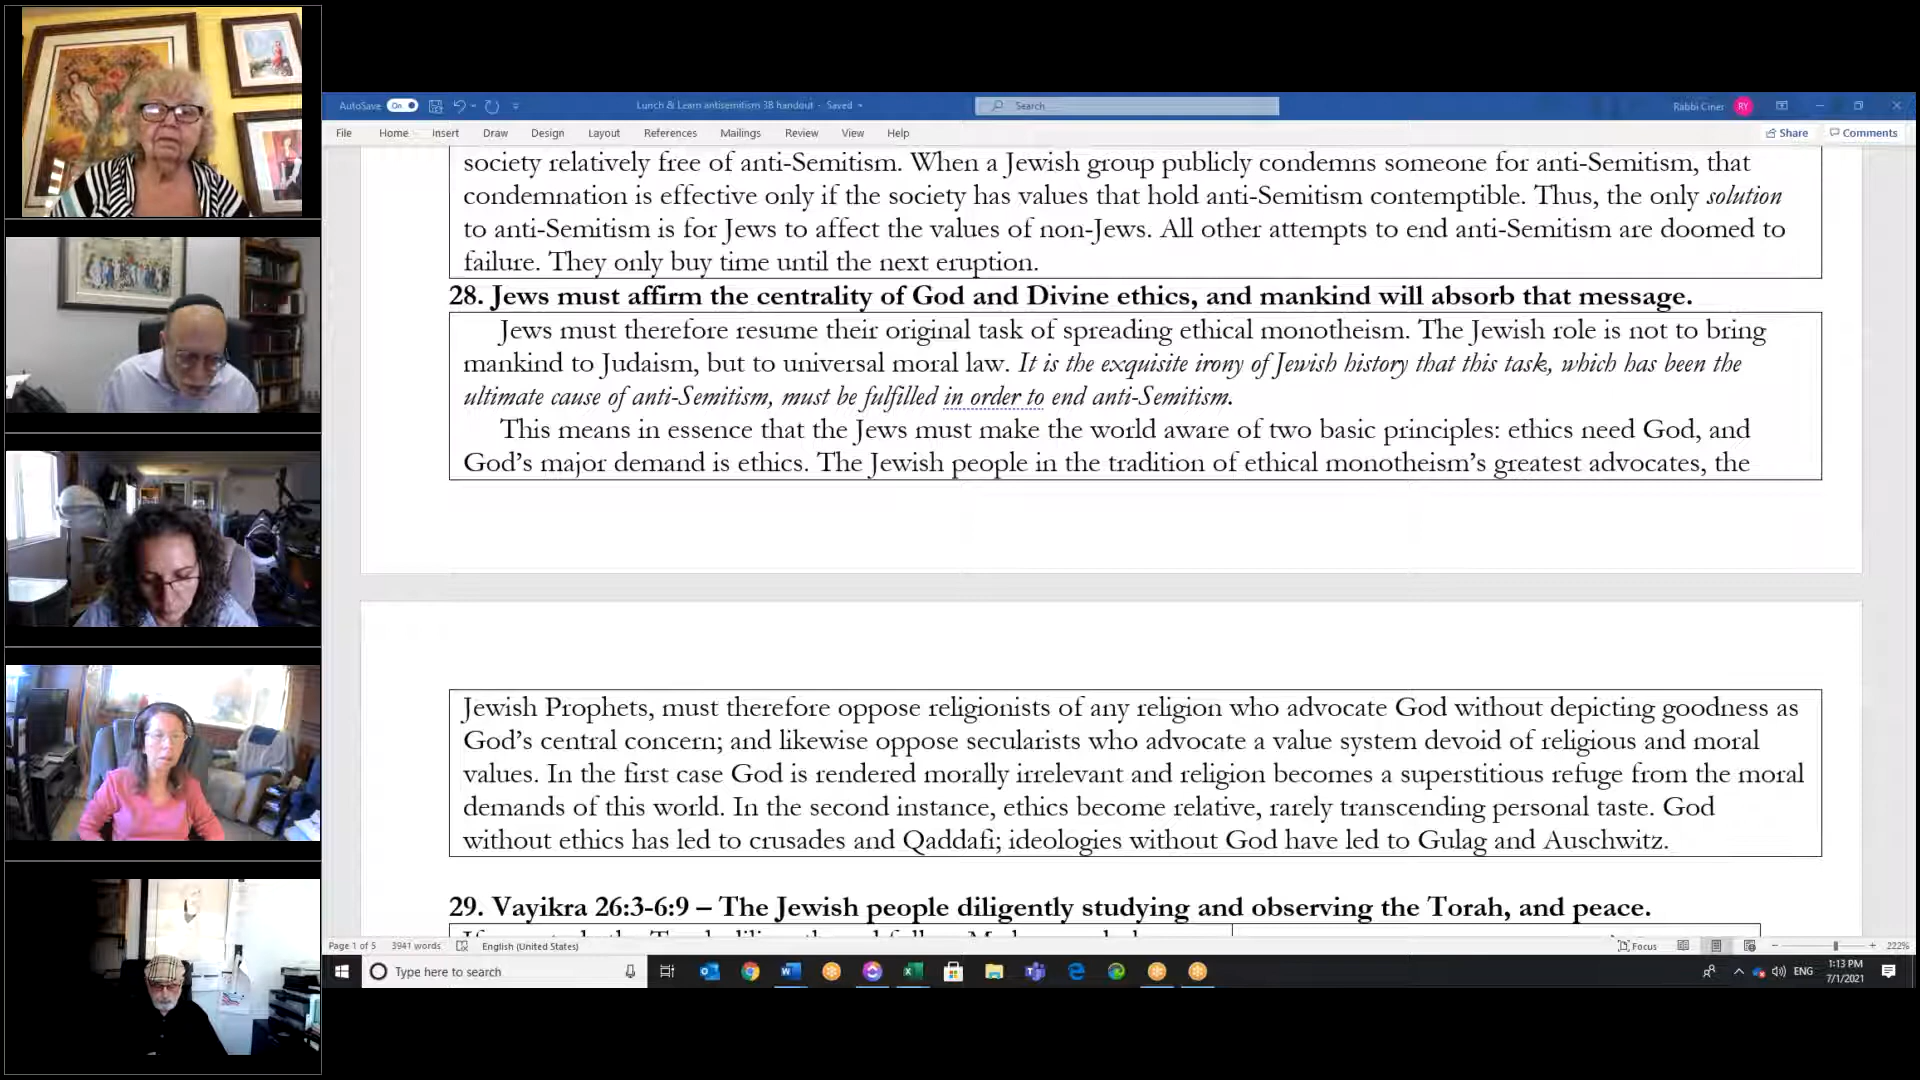 AutoSave On
Lunch & Learn antisemitism 3B handout - Saved
Search
Rabbi Ciner RY
File Home Insert Draw Design Layout References Mailings Review View Help
Share Comments
society relatively free of anti-Semitism. When a Jewish group publicly condemns someone for anti-Semitism, that
condemnation is effective only if the society has values that hold anti-Semitism contemptible. Thus, the only solution
to anti-Semitism is for Jews to affect the values of non-Jews. All other attempts to end anti-Semitism are doomed to
failure. They only buy time until the next eruption.
28. Jews must affirm the centrality of God and Divine ethics, and mankind will absorb that message.
Jews must therefore resume their original task of spreading ethical monotheism. The Jewish role is not to bring
mankind to Judaism, but to universal moral law. It is the exquisite irony of Jewish history that this task, which has been the
ultimate cause of anti-Semitism, must be fulfilled in order to end anti-Semitism.
This means in essence that the Jews must make the world aware of two basic principles: ethics need God, and
God's major demand is ethics. The Jewish people in the tradition of ethical monotheism's greatest advocates, the
Jewish Prophets, must therefore oppose religionists of any religion who advocate God without depicting goodness as
God's central concern; and likewise oppose secularists who advocate a value system devoid of religious and moral
values. In the first case God is rendered morally irrelevant and religion becomes a superstitious refuge from the moral
demands of this world. In the second instance, ethics become relative, rarely transcending personal taste. God
without ethics has led to crusades and Qaddafi; ideologies without God have led to Gulag and Auschwitz.
29. Vayikra 26:3-6:9 – The Jewish people diligently studying and observing the Torah, and peace.
Page 1 of 5 3941 words English (United States)
Focus
222%
Type here to search
ENG
1:13 PM
7/1/2021